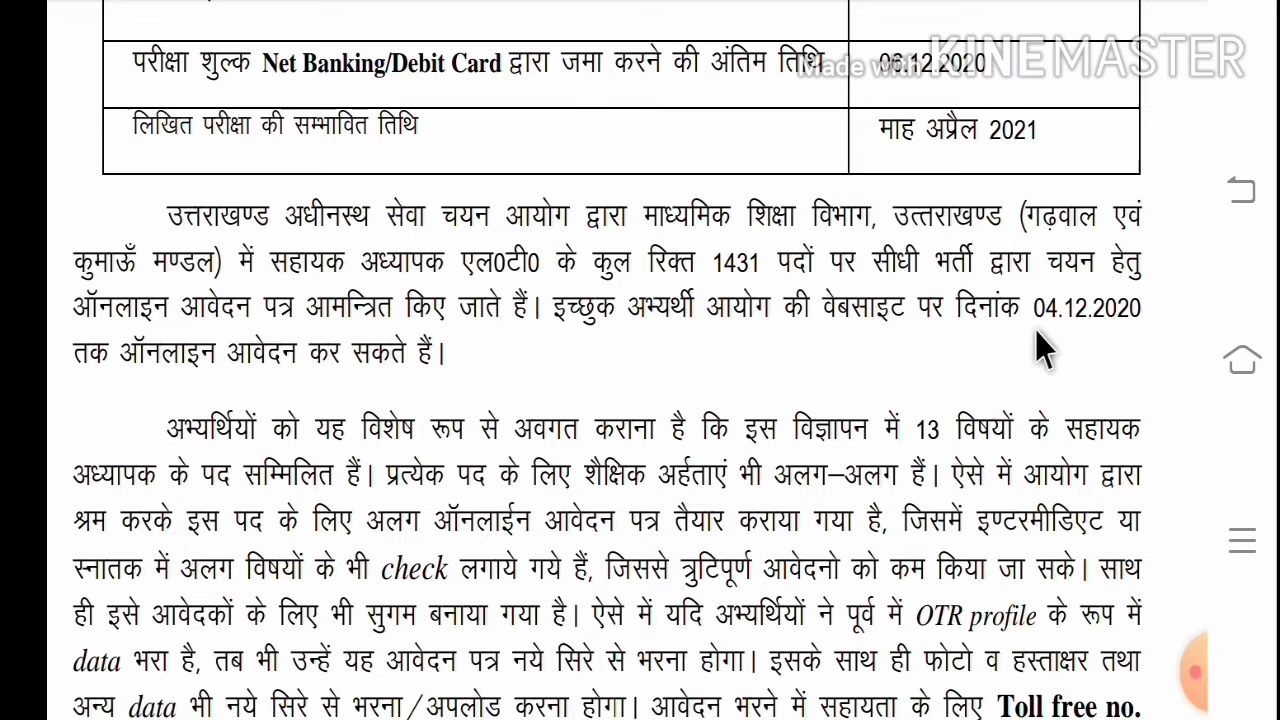 परीक्षा शुल्क Net Banking/Debit Card द्वारा जमा करने की अंतिम तिथि 06.12.2020
Made with KINEMASTER
लिखित परीक्षा की सम्भावित तिथि माह अप्रैल 2021
उत्तराखण्ड अधीनस्थ सेवा चयन आयोग द्वारा माध्यमिक शिक्षा विभाग, उत्तराखण्ड (गढ़वाल एवं
कुमाऊँ मण्डल) में सहायक अध्यापक एल0टी0 के कुल रिक्त 1431 पदों पर सीधी भर्ती द्वारा चयन हेतु
ऑनलाइन आवेदन पत्र आमन्त्रित किए जाते हैं। इच्छुक अभ्यर्थी आयोग की वेबसाइट पर दिनांक 04.12.2020
तक ऑनलाइन आवेदन कर सकते हैं।
अभ्यर्थियों को यह विशेष रूप से अवगत कराना है कि इस विज्ञापन में 13 विषयों के सहायक
अध्यापक के पद सम्मिलित हैं। प्रत्येक पद के लिए शैक्षिक अर्हताएं भी अलग–अलग हैं। ऐसे में आयोग द्वारा
श्रम करके इस पद के लिए अलग ऑनलाईन आवेदन पत्र तैयार कराया गया है, जिसमें इण्टरमीडिएट या
स्नातक में अलग विषयों के भी check लगाये गये हैं, जिससे त्रुटिपूर्ण आवेदनो को कम किया जा सके। साथ
ही इसे आवेदकों के लिए भी सुगम बनाया गया है। ऐसे में यदि अभ्यर्थियों ने पूर्व में OTR profile के रूप में
data भरा है, तब भी उन्हें यह आवेदन पत्र नये सिरे से भरना होगा। इसके साथ ही फोटो व हस्ताक्षर तथा
अन्य data भी नये सिरे से भरना/अपलोड करना होगा। आवेदन भरने में सहायता के लिए Toll free no.